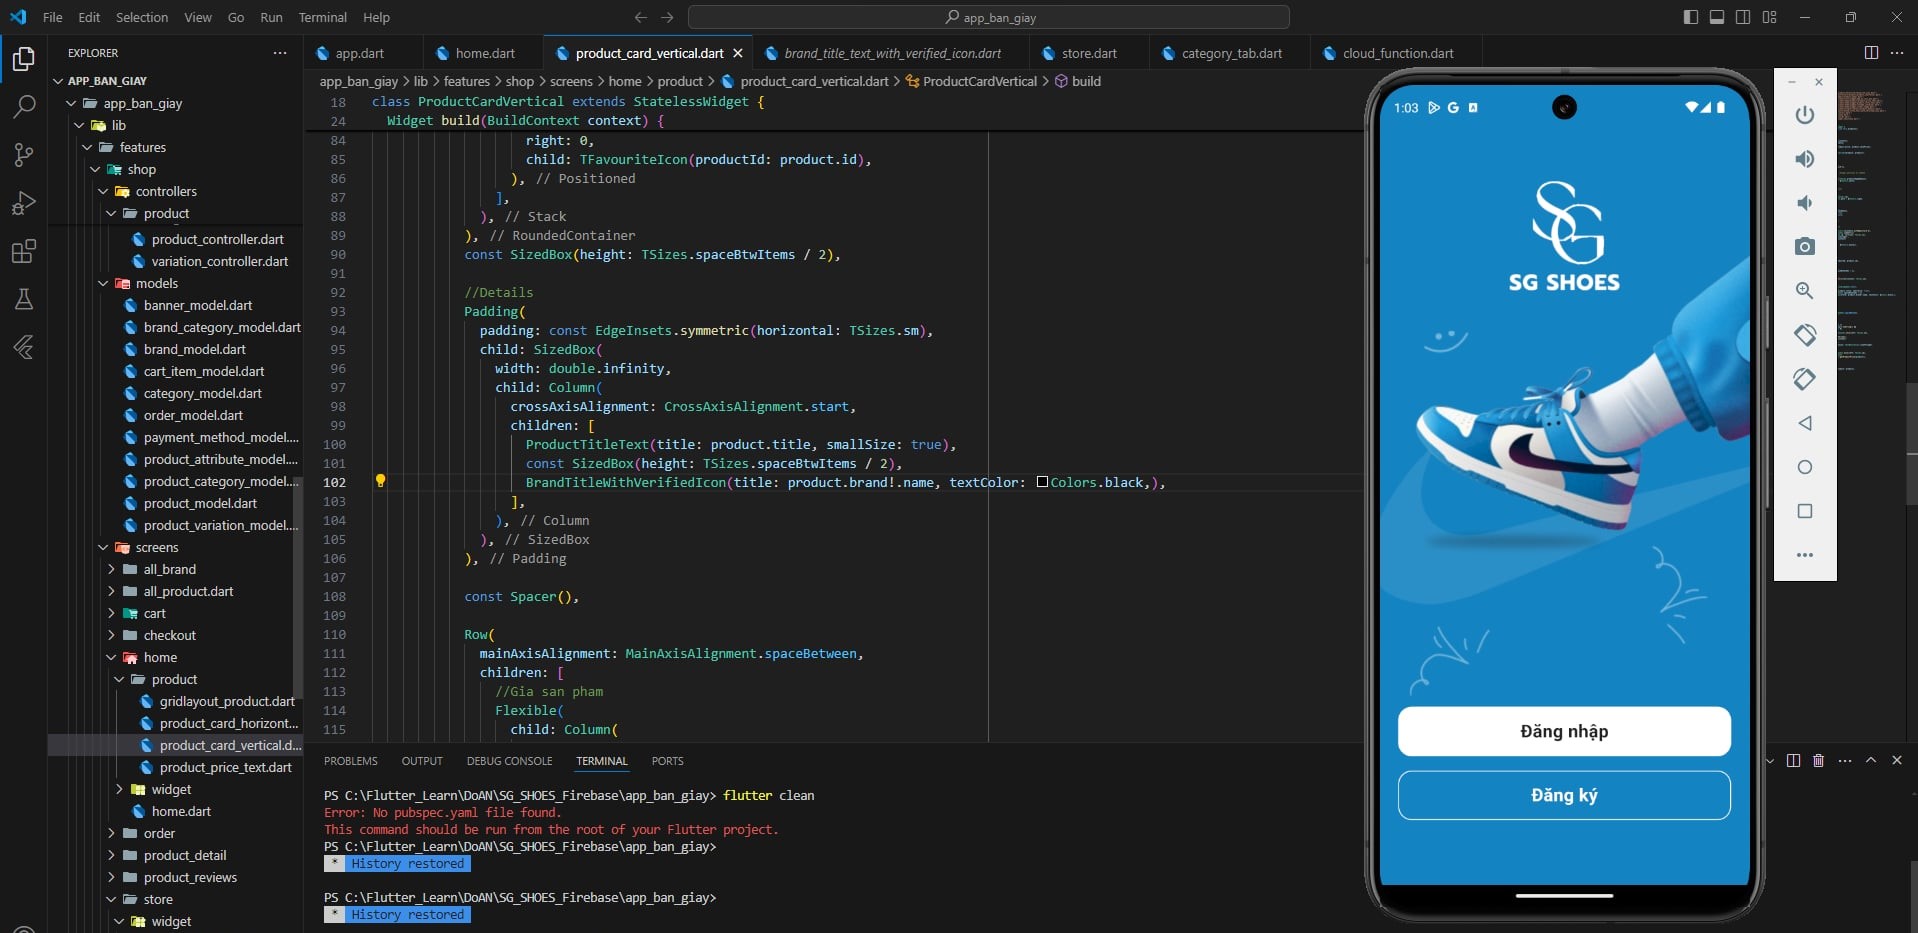 File Edit Selection View Go Run Terminal Help
app_ban_giay
EXPLORER
APP_BAN_GIAY
app_ban_giay
lib
features
shop
controllers
product
product_controller.dart
variation_controller.dart
models
banner_model.dart
brand_category_model.dart
brand_model.dart
cart_item_model.dart
category_model.dart
order_model.dart
payment_method_model....
product_attribute_model....
product_category_model....
product_model.dart
product_variation_model....
screens
all_brand
all_product.dart
cart
checkout
home
product
gridlayout_product.dart
product_card_horizont...
product_card_vertical.d...
product_price_text.dart
widget
home.dart
order
product_detail
product_reviews
store
widget
app.dart home.dart product_card_vertical.dart brand_title_text_with_verified_icon.dart store.dart category_tab.dart cloud_function.dart
app_ban_giay > lib > features > shop > screens > home > product > product_card_vertical.dart > ProductCardVertical > build
18 class ProductCardVertical extends StatelessWidget {
24 Widget build(BuildContext context) {
84 right: 0,
85 child: TFavouriteIcon(productId: product.id),
86 ), // Positioned
87 ],
88 ), // Stack
89 ), // RoundedContainer
90 const SizedBox(height: TSizes.spaceBtwItems / 2),
91
92 //Details
93 Padding(
94 padding: const EdgeInsets.symmetric(horizontal: TSizes.sm),
95 child: SizedBox(
96 width: double.infinity,
97 child: Column(
98 crossAxisAlignment: CrossAxisAlignment.start,
99 children: [
100 ProductTitleText(title: product.title, smallSize: true),
101 const SizedBox(height: TSizes.spaceBtwItems / 2),
102 BrandTitleWithVerifiedIcon(title: product.brand!.name, textColor: Colors.black,),
103 ],
104 ), // Column
105 ), // SizedBox
106 ), // Padding
107
108 const Spacer(),
109
110 Row(
111 mainAxisAlignment: MainAxisAlignment.spaceBetween,
112 children: [
113 //Gia san pham
114 Flexible(
115 child: Column(
PROBLEMS OUTPUT DEBUG CONSOLE TERMINAL PORTS
PS C:\Flutter_Learn\DoAN\SG_SHOES_Firebase\app_ban_giay> flutter clean
Error: No pubspec.yaml file found.
This command should be run from the root of your Flutter project.
PS C:\Flutter_Learn\DoAN\SG_SHOES_Firebase\app_ban_giay>
* History restored
PS C:\Flutter_Learn\DoAN\SG_SHOES_Firebase\app_ban_giay>
* History restored
1:03
SG
SG SHOES
Đăng nhập
Đăng ký